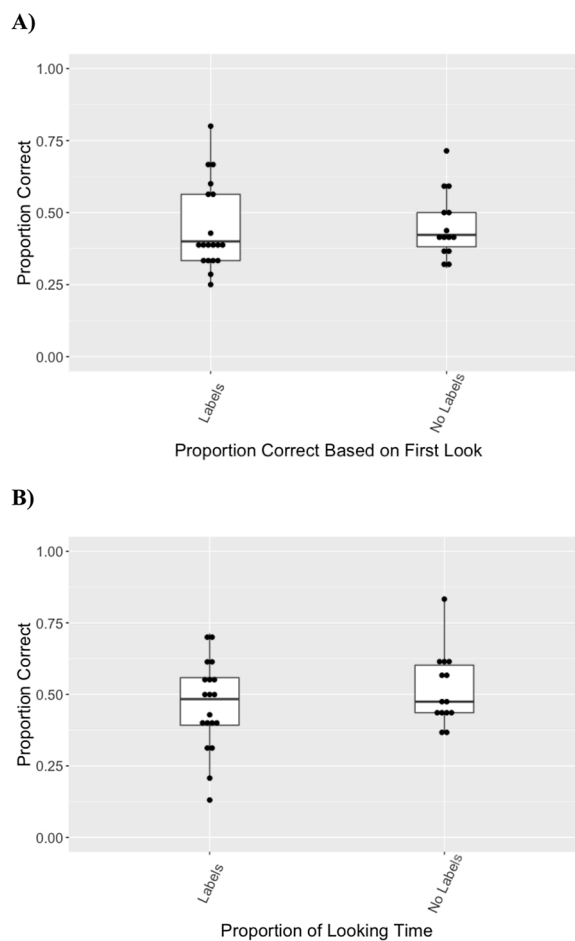 A)
1.00
0.75
0.50
0.25
0.00
Proportion Correct
Labels
No Labels
Proportion Correct Based on First Look
B)
1.00
0.75
0.50
0.25
0.00
Proportion Correct
Labels
No Labels
Proportion of Looking Time